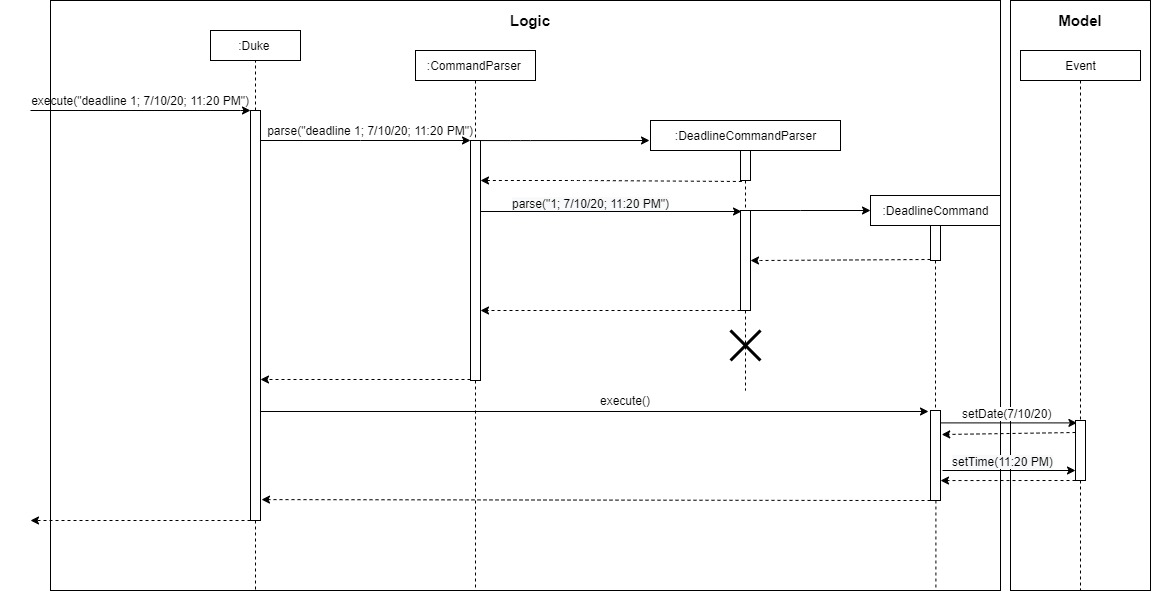 Logic
Model
:Duke
:CommandParser
Event
execute("deadline 1; 7/10/20; 11:20 PM")
parse("deadline 1; 7/10/20; 11:20 PM")
:DeadlineCommandParser
parse("1; 7/10/20; 11:20 PM")
:DeadlineCommand
execute()
setDate(7/10/20)
setTime(11:20 PM)